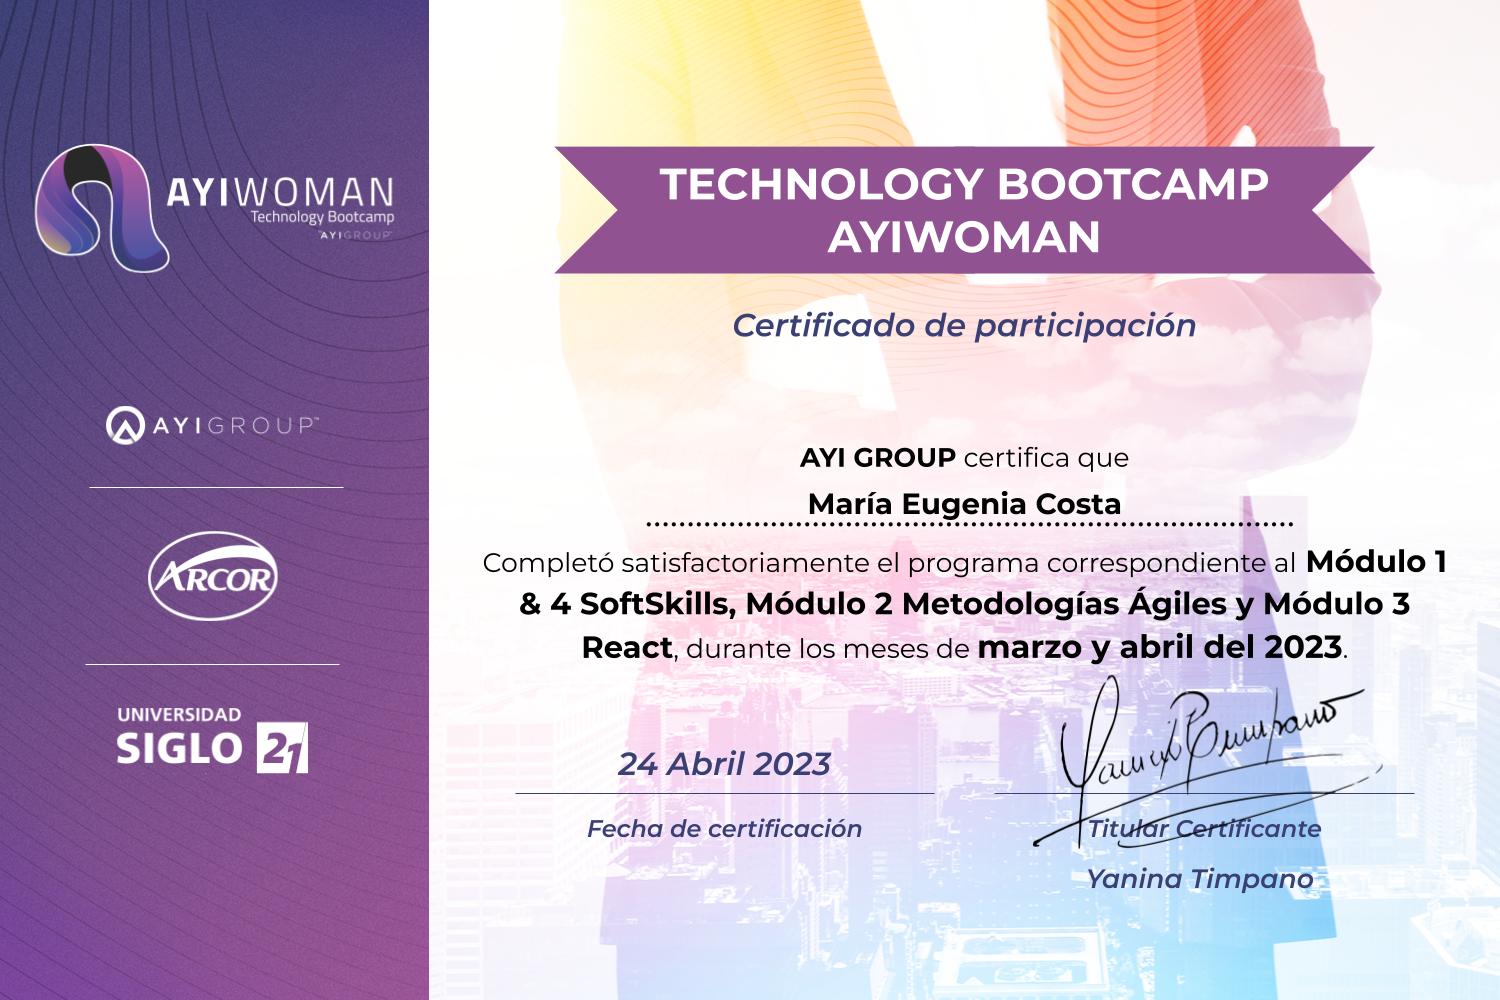 AYIWOMAN
Technology Bootcamp
AYIGROUP™
AYIGROUP™
ARCOR
UNIVERSIDAD
SIGLO 21
TECHNOLOGY BOOTCAMP
AYIWOMAN
Certificado de participación
AYI GROUP certifica que
María Eugenia Costa
Completó satisfactoriamente el programa correspondiente al Módulo 1
& 4 SoftSkills, Módulo 2 Metodologías Ágiles y Módulo 3
React, durante los meses de marzo y abril del 2023.
24 Abril 2023
Fecha de certificación
Titular Certificante
Yanina Timpano